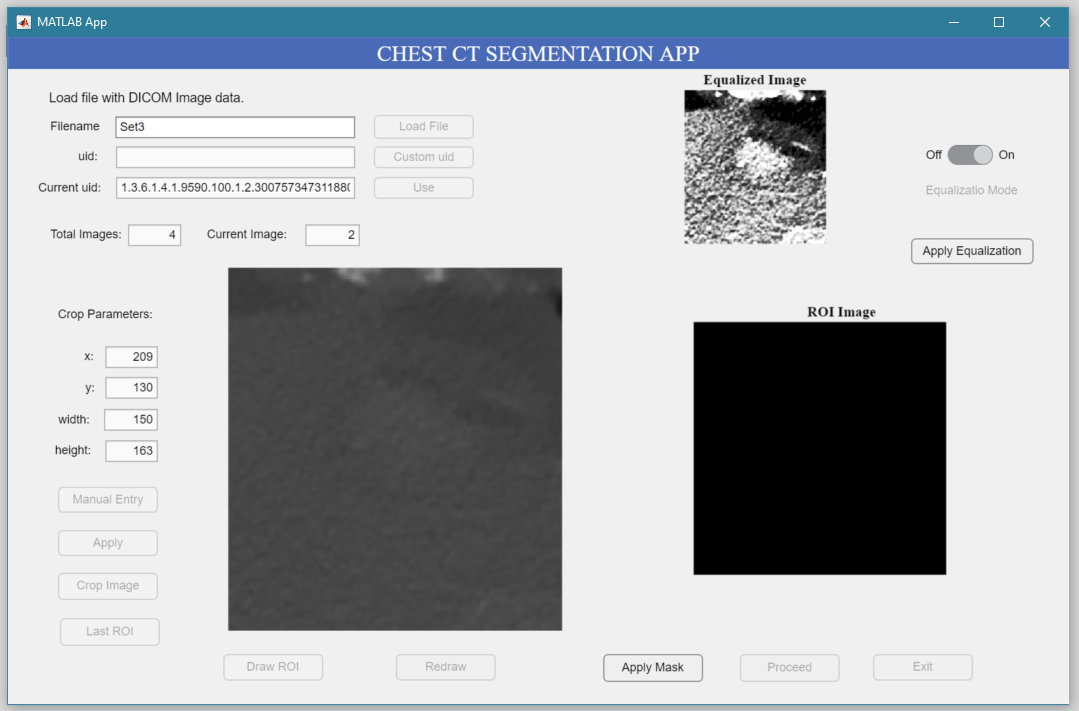 MATLAB App
CHEST CT SEGMENTATION APP
Load file with DICOM Image data.
Filename Set3 Load File
uid: Custom uid
Current uid: 1.3.6.1.4.1.9590.100.1.2.300757347311880 Use
Total Images: 4 Current Image: 2
Equalized Image
Off On
Equalizatio Mode
Apply Equalization
Crop Parameters:
x: 209
y: 130
width: 150
height: 163
Manual Entry
Apply
Crop Image
Last ROI
ROI Image
Draw ROI Redraw Apply Mask Proceed Exit